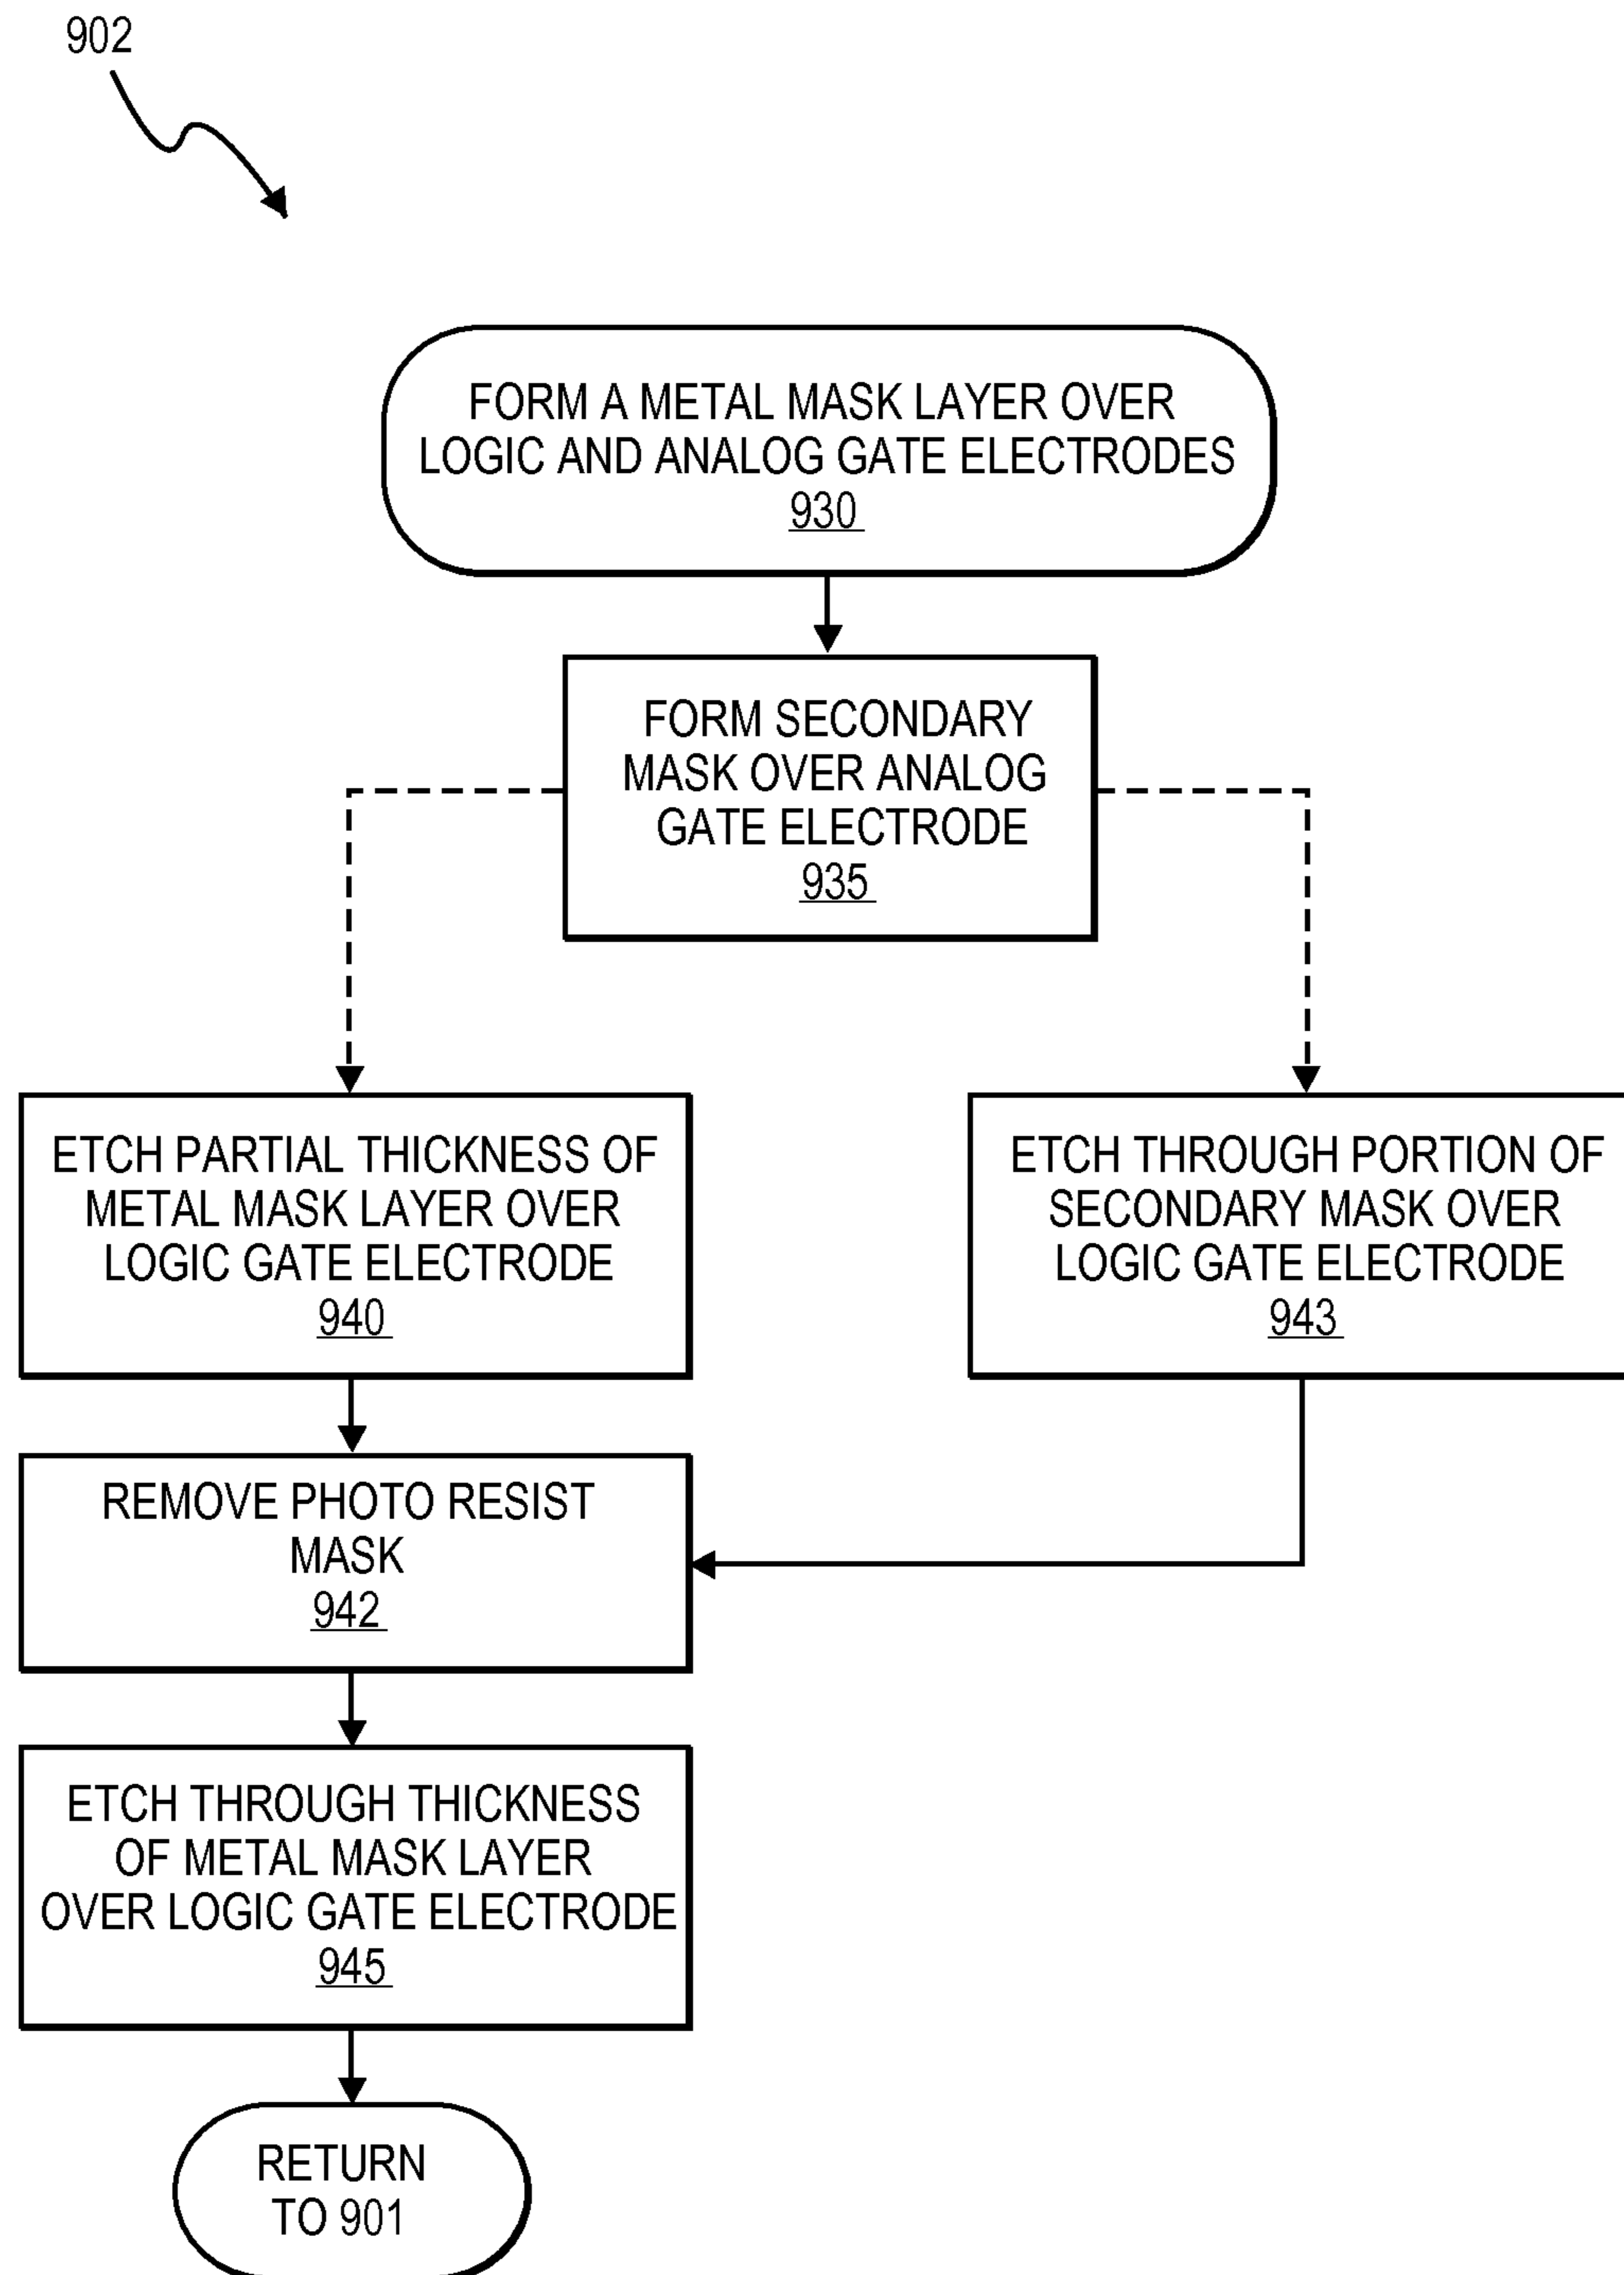 902
FORM A METAL MASK LAYER OVER
LOGIC AND ANALOG GATE ELECTRODES
930
FORM SECONDARY
MASK OVER ANALOG
GATE ELECTRODE
935
ETCH PARTIAL THICKNESS OF
METAL MASK LAYER OVER
LOGIC GATE ELECTRODE
940
ETCH THROUGH PORTION OF
SECONDARY MASK OVER
LOGIC GATE ELECTRODE
943
REMOVE PHOTO RESIST
MASK
942
ETCH THROUGH THICKNESS
OF METAL MASK LAYER
OVER LOGIC GATE ELECTRODE
945
RETURN
TO 901